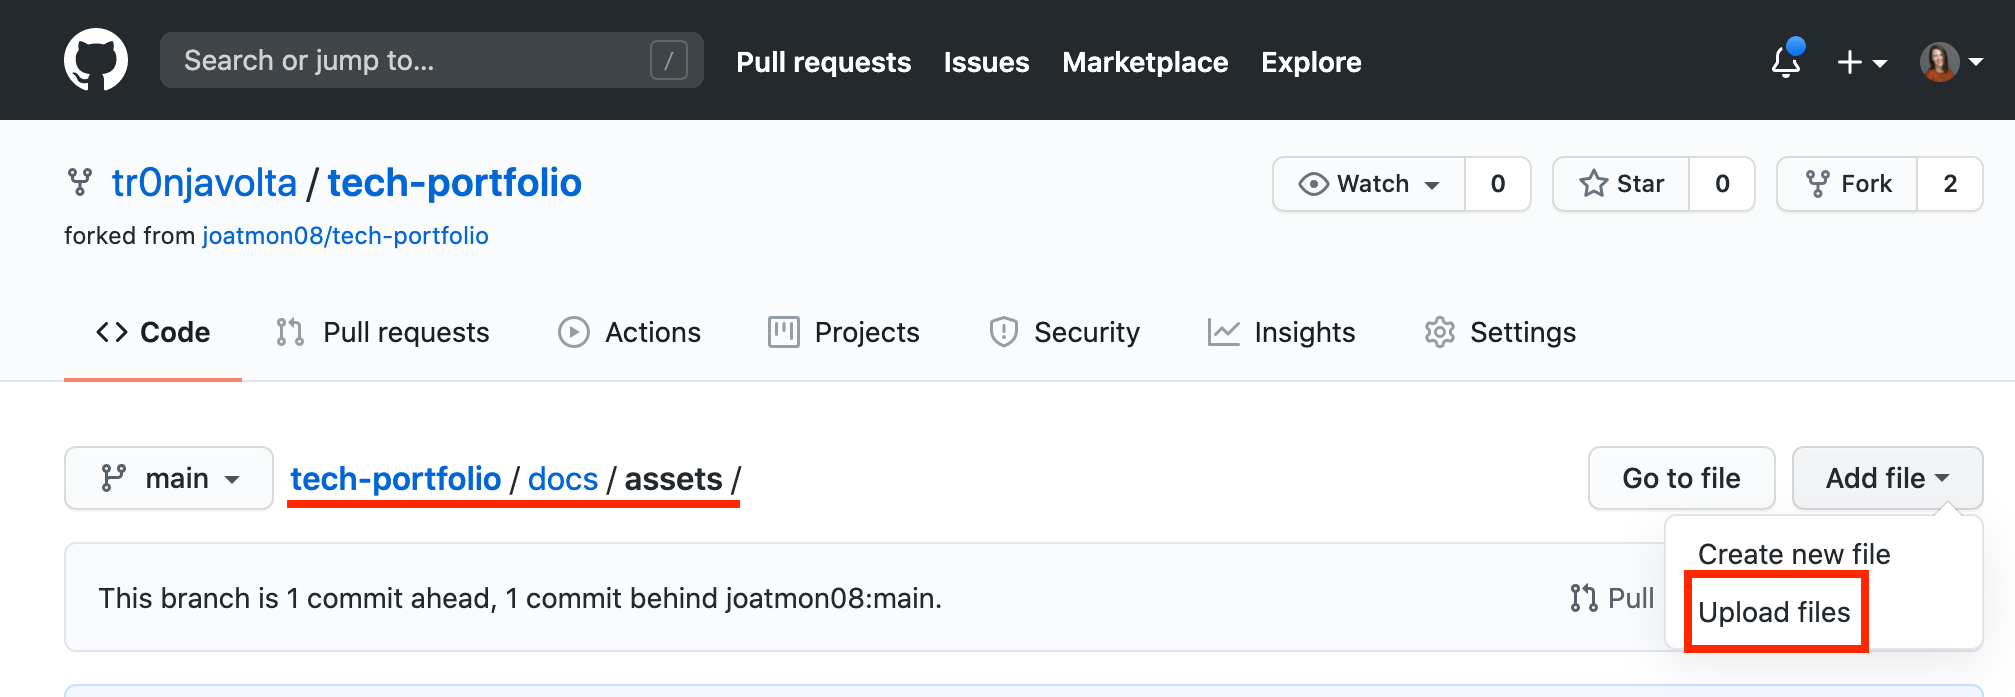 Search or jump to... /
Pull requests Issues Marketplace Explore
tr0njavolta / tech-portfolio
Watch 0 Star 0 Fork 2
forked from joatmon08/tech-portfolio
Code Pull requests Actions Projects Security Insights Settings
main tech-portfolio / docs / assets / Go to file Add file
Create new file
This branch is 1 commit ahead, 1 commit behind joatmon08:main. Pull
Upload files